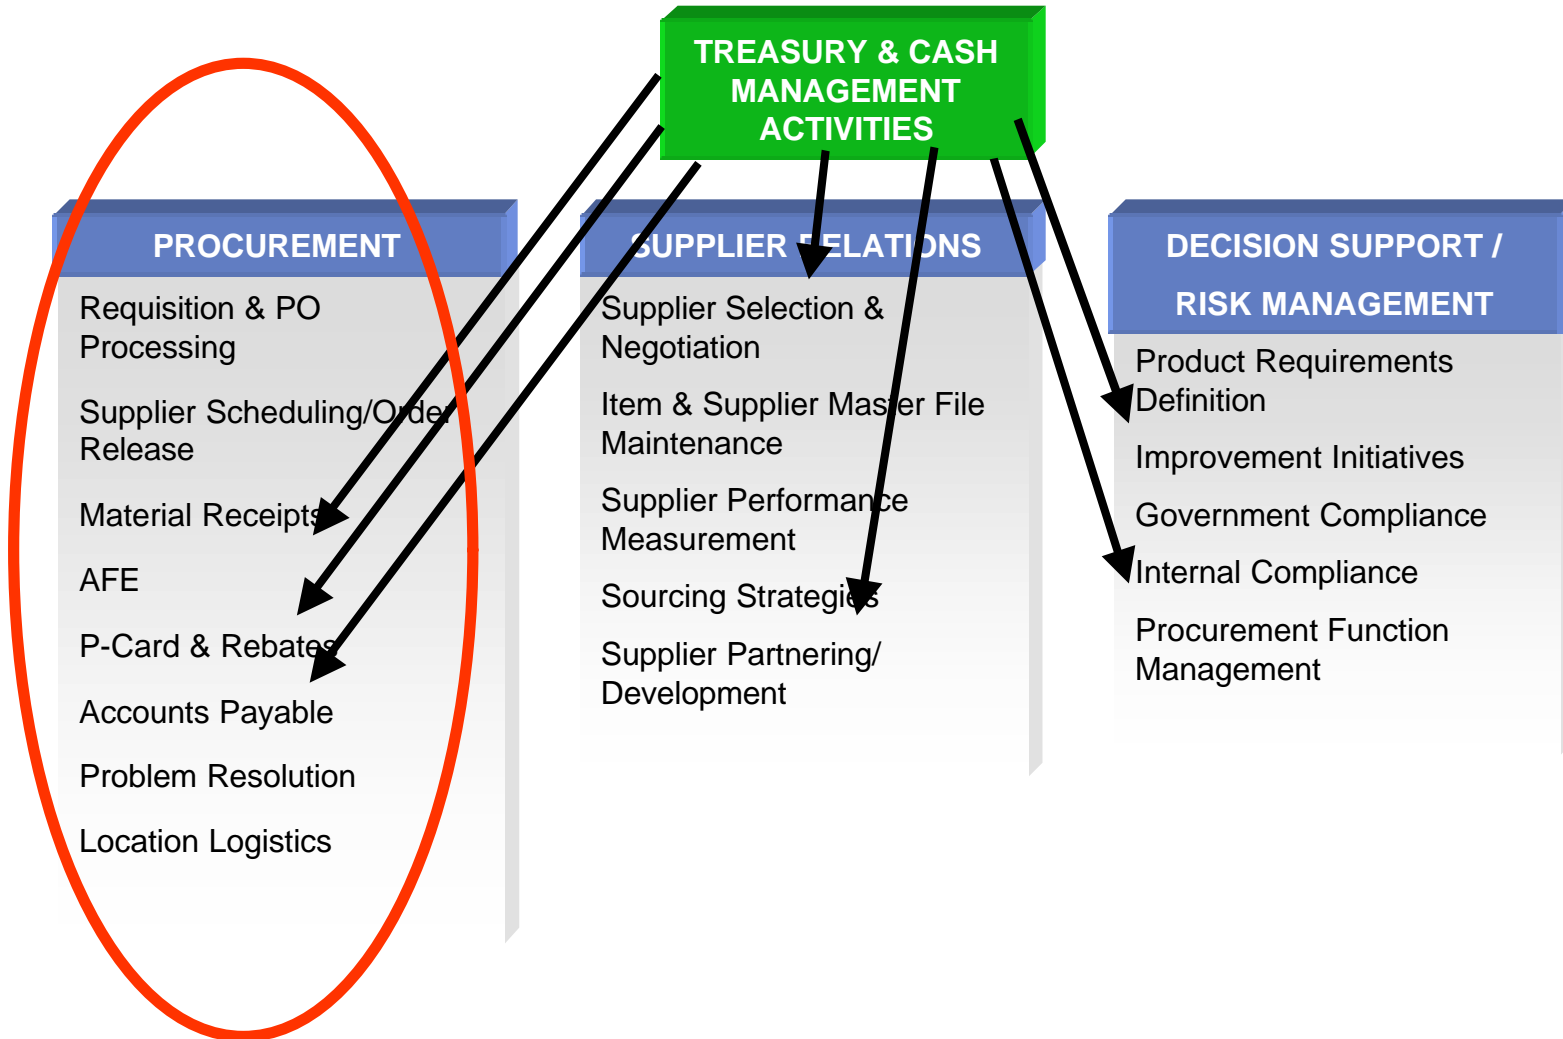 TREASURY & CASH
MANAGEMENT
ACTIVITIES
PROCUREMENT
Requisition & PO
Processing
Supplier Scheduling/Order
Release
Material Receipts
AFE
P-Card & Rebates
Accounts Payable
Problem Resolution
Location Logistics
SUPPLIER RELATIONS
Supplier Selection &
Negotiation
Item & Supplier Master File
Maintenance
Supplier Performance
Measurement
Sourcing Strategies
Supplier Partnering/
Development
DECISION SUPPORT /
RISK MANAGEMENT
Product Requirements
Definition
Improvement Initiatives
Government Compliance
Internal Compliance
Procurement Function
Management